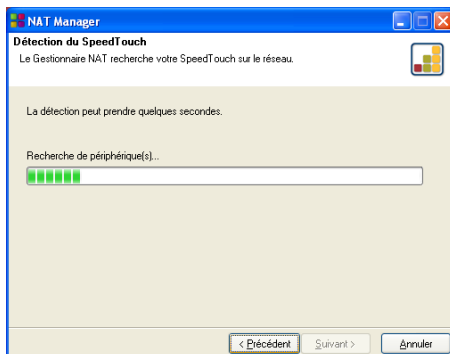 NAT Manager
Détection du SpeedTouch
Le Gestionnaire NAT recherche votre SpeedTouch sur le réseau.
La détection peut prendre quelques secondes.
Recherche de périphérique(s)...
< Précédent
Suivant >
Annuler